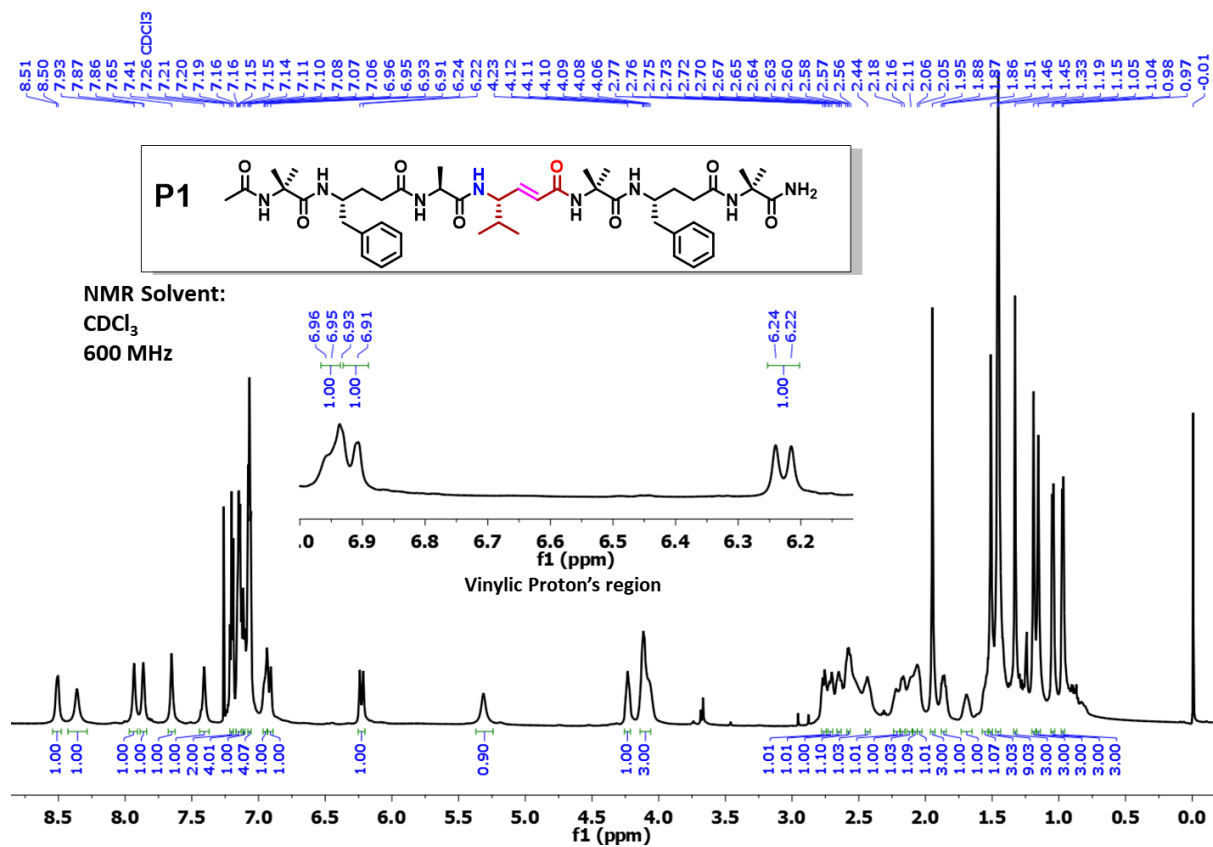 8.51 8.50 7.93 7.87 7.86 7.65 7.41 7.26 CDCl3 7.21 7.20 7.19 7.16 7.16 7.15 7.15 7.14 7.11 7.10 7.08 7.07 7.06 6.96 6.95 6.93 6.91 6.24 6.22 4.23 4.12 4.11 4.10 4.09 4.08 4.06 2.77 2.76 2.75 2.73 2.72 2.70 2.67 2.65 2.64 2.63 2.60 2.58 2.57 2.56 2.44 2.18 2.16 2.11 2.06 2.05 1.95 1.88 1.87 1.86 1.51 1.46 1.45 1.33 1.19 1.15 1.05 1.04 0.98 0.97 -0.01
P1
O
N
H
H
N
O
O
N
H
O
H
N
O
N
H
H
N
O
O
N
H
O
NH2
NMR Solvent:
CDCl3
600 MHz
6.96 6.95 6.93 6.91 6.24 6.22
1.00 1.00 1.00
.0 6.9 6.8 6.7 6.6 6.5 6.4 6.3 6.2
f1 (ppm)
Vinylic Proton's region
1.00 1.00 1.00 1.00 1.00 2.00 4.01 1.00 4.07 1.00 1.00 1.00 0.90 1.00 3.00 1.01 1.01 1.00 1.10 1.03 1.01 1.00 1.03 1.09 1.01 3.00 1.00 1.00 1.07 3.03 9.03 3.00 3.00 3.00 3.00 3.00
8.5 8.0 7.5 7.0 6.5 6.0 5.5 5.0 4.5 4.0 3.5 3.0 2.5 2.0 1.5 1.0 0.5 0.0
f1 (ppm)